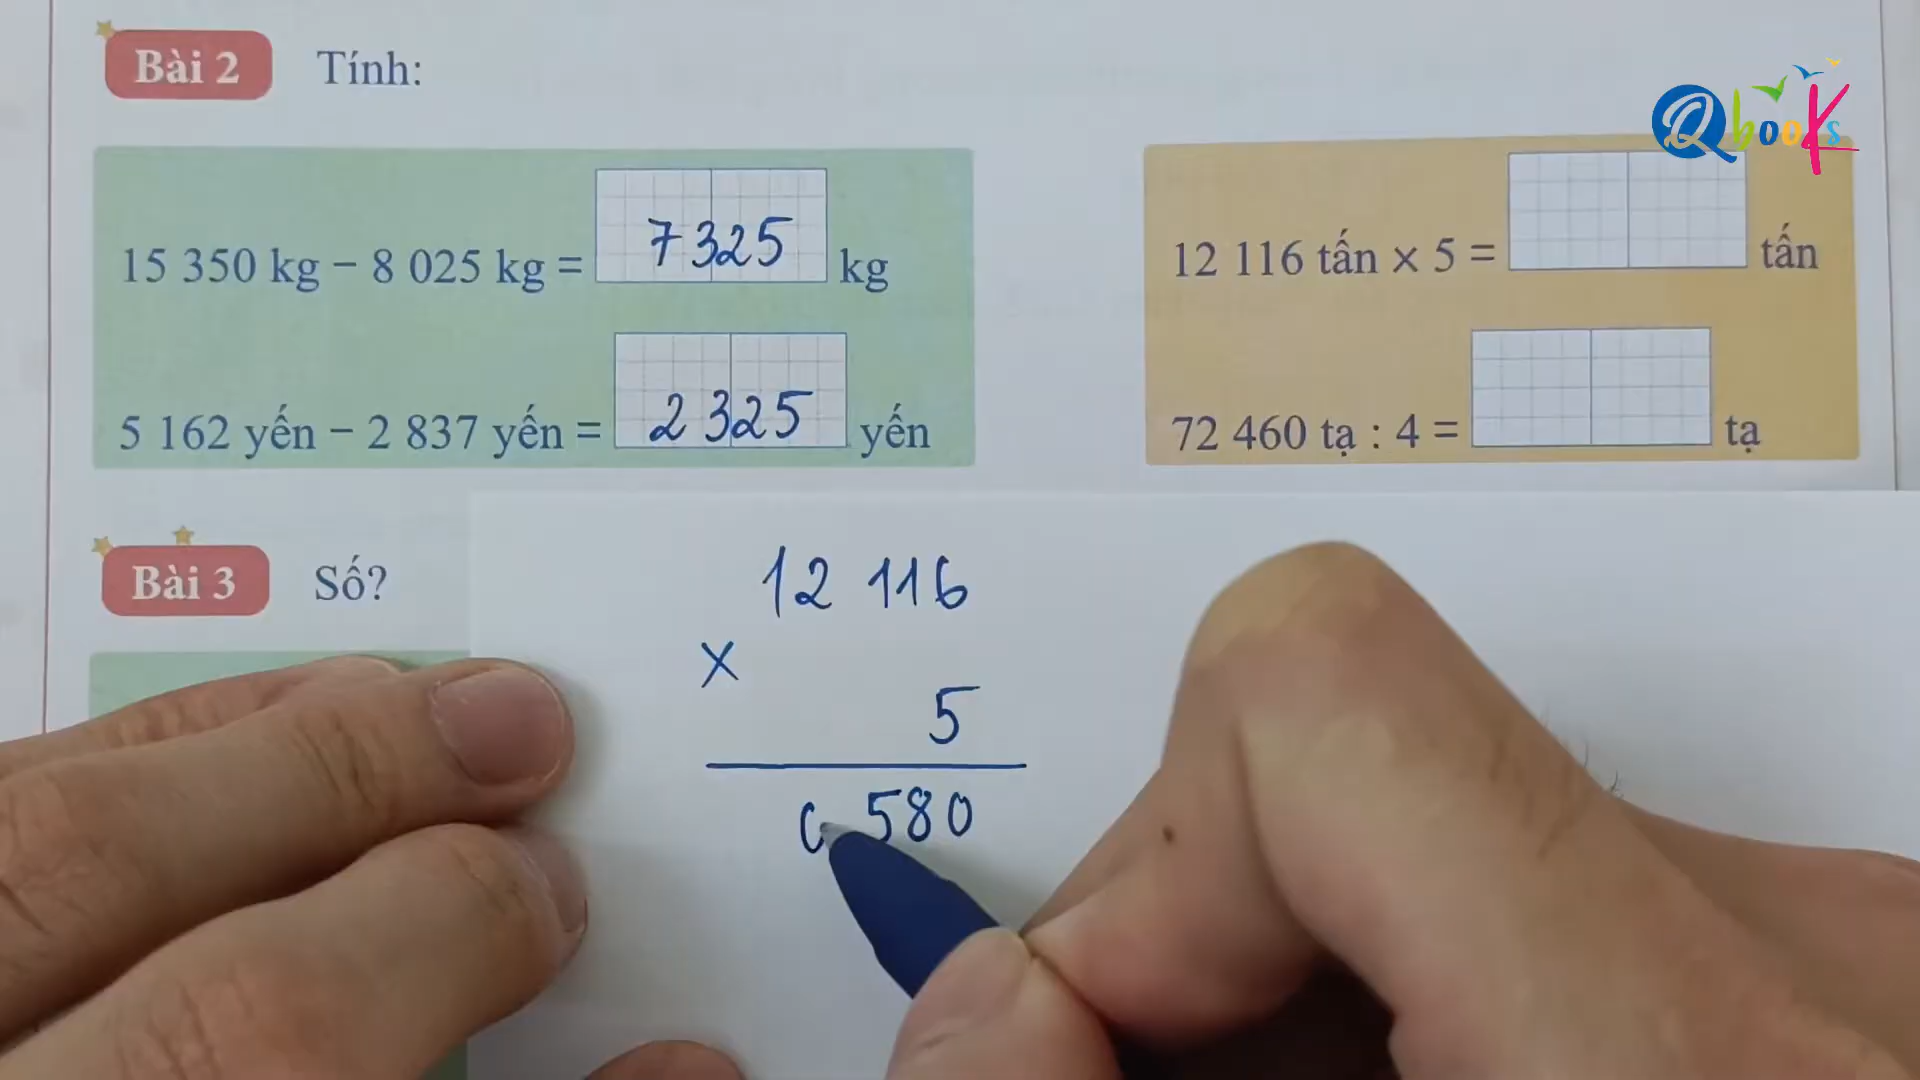 Bài 2 Tính:
Qbooks
15 350 kg − 8 025 kg = 7325 kg
5 162 yến − 2 837 yến = 2325 yến
12 116 tấn × 5 = tấn
72 460 tạ : 4 = tạ
Bài 3 Số?
12 116
×
5
0 580